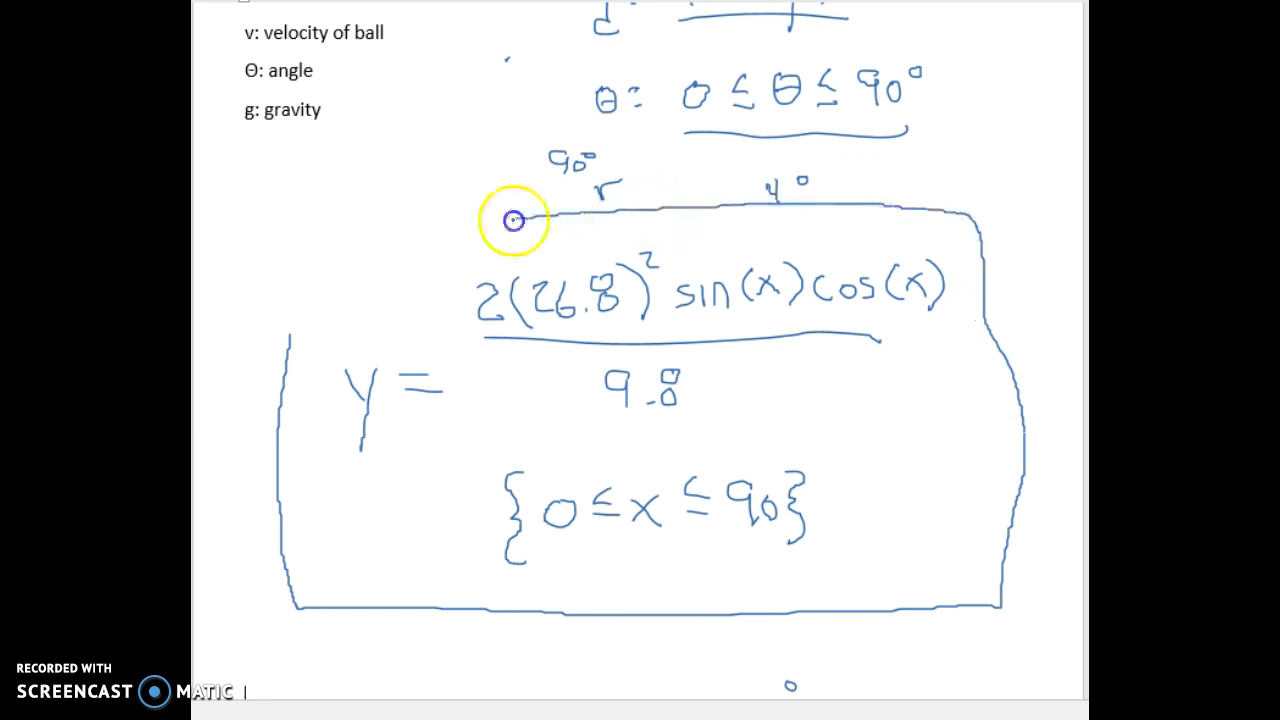 v: velocity of ball
d:
Θ: angle
θ: 0 ≤ θ ≤ 90°
g: gravity
90° r 4°
2(26.8)² sin(x) cos(x)
y =
9.8
{0 ≤ x ≤ 90}
RECORDED WITH
SCREENCAST MATIC